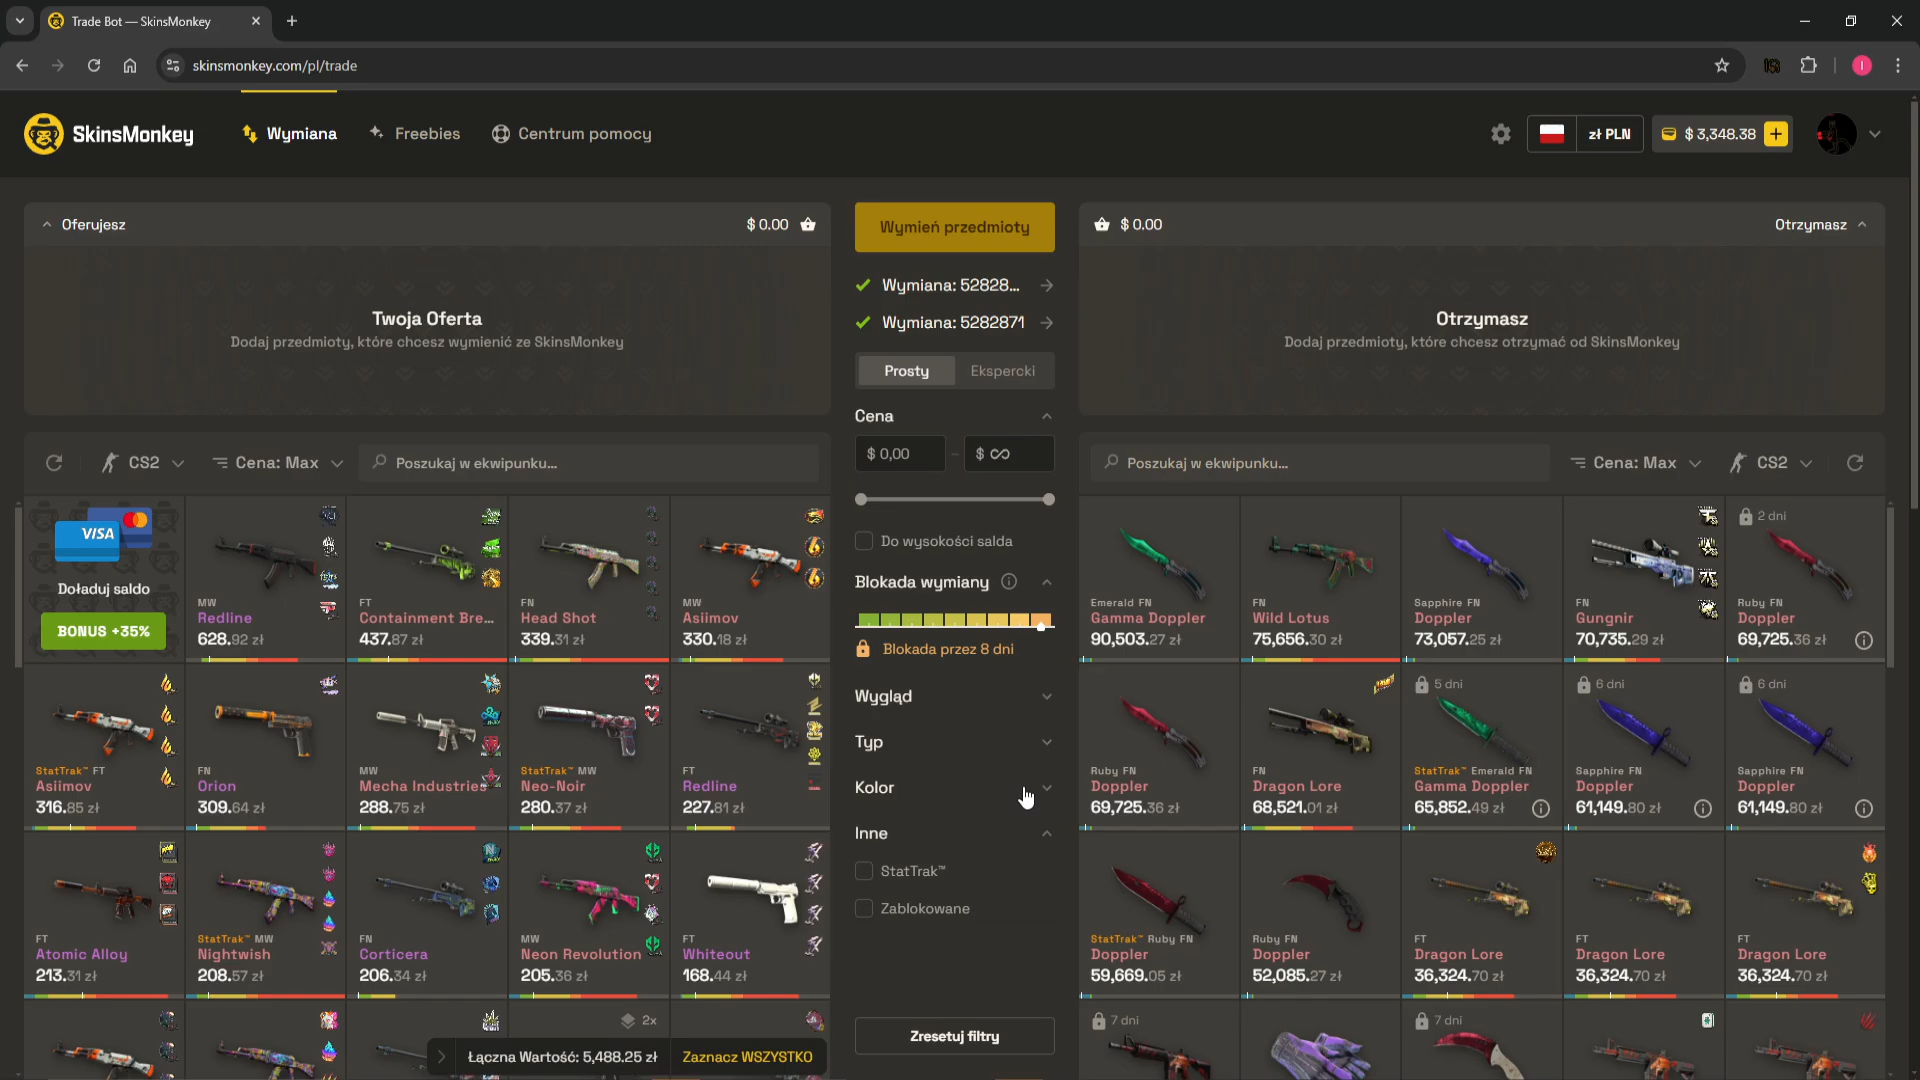 Trade Bot — SkinsMonkey
skinsmonkey.com/pl/trade
SkinsMonkey
Wymiana
Freebies
Centrum pomocy
zł PLN
$ 3,348.38
Oferujesz
$ 0.00
Twoja Oferta
Dodaj przedmioty, które chcesz wymienić ze SkinsMonkey
CS2
Cena: Max
Poszukaj w ekwipunku...
VISA
Doładuj saldo
BONUS +35%
MW
Redline
628.92 zł
FT
Containment Bre...
437.87 zł
FN
Head Shot
339.31 zł
MW
Asiimov
330.18 zł
StatTrak™ FT
Asiimov
316.85 zł
FN
Orion
309.64 zł
MW
Mecha Industries
288.75 zł
StatTrak™ MW
Neo-Noir
280.37 zł
FT
Redline
227.81 zł
FT
Atomic Alloy
213.31 zł
StatTrak™ MW
Nightwish
208.57 zł
FN
Corticera
206.34 zł
MW
Neon Revolution
205.36 zł
FT
Whiteout
168.44 zł
2x
Łączna Wartość: 5,488.25 zł
Zaznacz WSZYSTKO
Wymień przedmioty
Wymiana: 52828...
Wymiana: 5282871
Prosty
Ekspercki
Cena
$ 0,00
–
$ ∞
Do wysokości salda
Blokada wymiany
Blokada przez 8 dni
Wygląd
Typ
Kolor
Inne
StatTrak™
Zablokowane
Zresetuj filtry
$ 0.00
Otrzymasz
Otrzymasz
Dodaj przedmioty, które chcesz otrzymać od SkinsMonkey
Poszukaj w ekwipunku...
Cena: Max
CS2
Emerald FN
Gamma Doppler
90,503.27 zł
FN
Wild Lotus
75,656.30 zł
Sapphire FN
Doppler
73,057.25 zł
FN
Gungnir
70,735.29 zł
2 dni
Ruby FN
Doppler
69,725.36 zł
Ruby FN
Doppler
69,725.36 zł
FN
Dragon Lore
68,521.01 zł
5 dni
StatTrak™ Emerald FN
Gamma Doppler
65,852.49 zł
6 dni
Sapphire FN
Doppler
61,149.80 zł
6 dni
Sapphire FN
Doppler
61,149.80 zł
StatTrak™ Ruby FN
Doppler
59,669.05 zł
Ruby FN
Doppler
52,085.27 zł
FT
Dragon Lore
36,324.70 zł
FT
Dragon Lore
36,324.70 zł
FT
Dragon Lore
36,324.70 zł
7 dni
7 dni